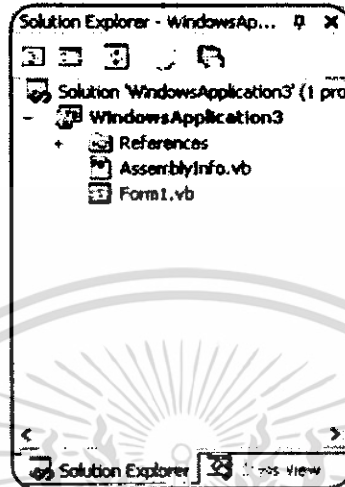 Solution Explorer - WindowsAp...
Solution 'WindowsApplication3' (1 pro
WindowsApplication3
References
AssemblyInfo.vb
Form1.vb
Solution Explorer
View